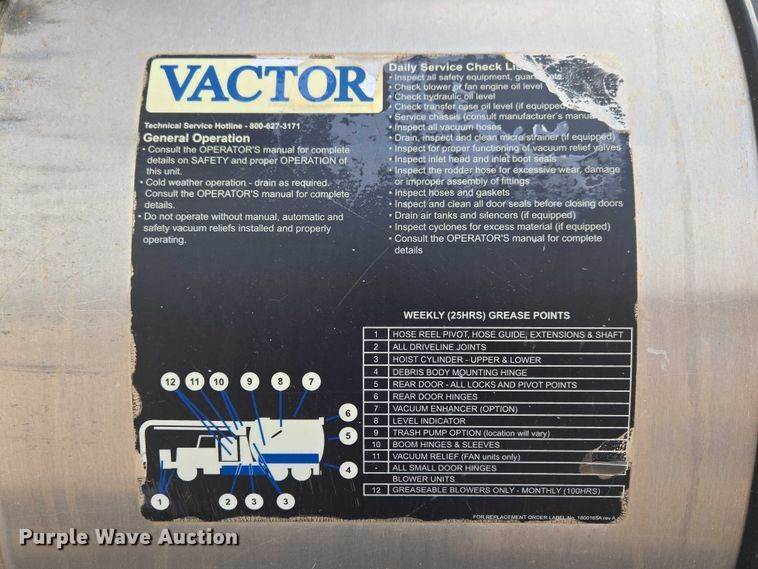 VACTOR
Technical Service Hotline - 800-627-3171
General Operation
• Consult the OPERATOR'S manual for complete
details on SAFETY and proper OPERATION of
this unit.
• Cold weather operation - drain as required.
Consult the OPERATOR'S manual for complete
details.
• Do not operate without manual, automatic and
safety vacuum reliefs installed and properly
operating.
Daily Service Check
• Inspect all safety equipment,
• Check blower or fan engine oil level
• Check hydraulic oil level
• Check transfer case oil level (if equipped)
• Service chassis (consult manufacturer's
• Inspect all vacuum hoses
• Drain, inspect and clean micro strainer (if equipped)
• Inspect for proper functioning of vacuum relief valves
• Inspect inlet head and inlet boot seals
• Inspect the rodder hose for excessive wear, damage
or improper assembly of fittings
• Inspect hoses and gaskets
• Inspect and clean all door seals before closing doors
• Drain air tanks and silencers (if equipped)
• Inspect cyclones for excess material (if equipped)
• Consult the OPERATOR'S manual for complete
details
WEEKLY (25HRS) GREASE POINTS
1 HOSE REEL PIVOT, HOSE GUIDE, EXTENSIONS & SHAFT
2 ALL DRIVELINE JOINTS
3 HOIST CYLINDER - UPPER & LOWER
4 DEBRIS BODY MOUNTING HINGE
5 REAR DOOR - ALL LOCKS AND PIVOT POINTS
6 REAR DOOR HINGES
7 VACUUM ENHANCER (OPTION)
8 LEVEL INDICATOR
9 TRASH PUMP OPTION (location will vary)
10 BOOM HINGES & SLEEVES
11 VACUUM RELIEF (FAN units only)
- ALL SMALL DOOR HINGES
BLOWER UNITS
12 GREASEABLE BLOWERS ONLY - MONTHLY (100HRS)
12 11 10 9 8 7
6
5
4
1 2 3 3
FOR REPLACEMENT ORDER LABEL No. 1800165A rev A
Purple Wave Auction